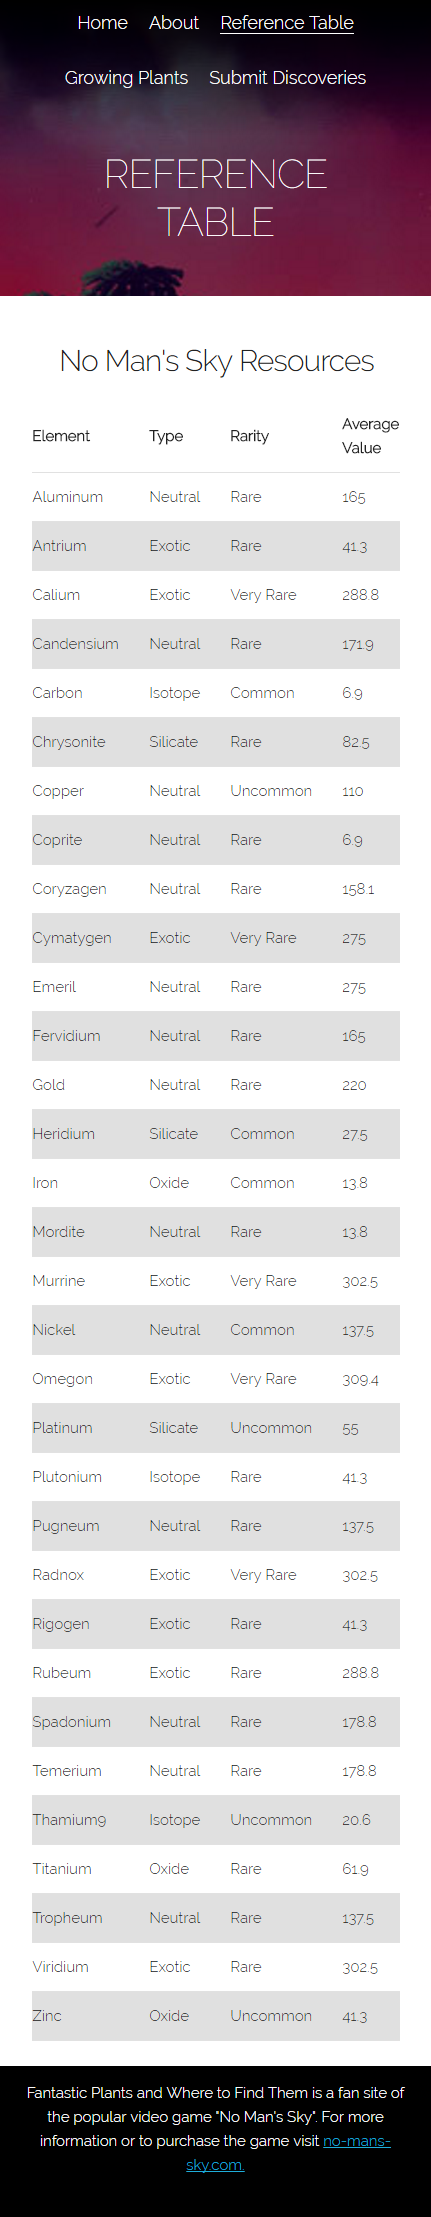 Home About Reference Table
Growing Plants Submit Discoveries
REFERENCE
TABLE
No Man's Sky Resources
Element Type Rarity Average Value
Aluminum Neutral Rare 165
Antrium Exotic Rare 41.3
Calium Exotic Very Rare 288.8
Candensium Neutral Rare 171.9
Carbon Isotope Common 6.9
Chrysonite Silicate Rare 82.5
Copper Neutral Uncommon 110
Coprite Neutral Rare 6.9
Coryzagen Neutral Rare 158.1
Cymatygen Exotic Very Rare 275
Emeril Neutral Rare 275
Fervidium Neutral Rare 165
Gold Neutral Rare 220
Heridium Silicate Common 27.5
Iron Oxide Common 13.8
Mordite Neutral Rare 13.8
Murrine Exotic Very Rare 302.5
Nickel Neutral Common 137.5
Omegon Exotic Very Rare 309.4
Platinum Silicate Uncommon 55
Plutonium Isotope Rare 41.3
Pugneum Neutral Rare 137.5
Radnox Exotic Very Rare 302.5
Rigogen Exotic Rare 41.3
Rubeum Exotic Rare 288.8
Spadonium Neutral Rare 178.8
Temerium Neutral Rare 178.8
Thamium9 Isotope Uncommon 20.6
Titanium Oxide Rare 61.9
Tropheum Neutral Rare 137.5
Viridium Exotic Rare 302.5
Zinc Oxide Uncommon 41.3
Fantastic Plants and Where to Find Them is a fan site of
the popular video game "No Man's Sky". For more
information or to purchase the game visit no-mans-
sky.com.